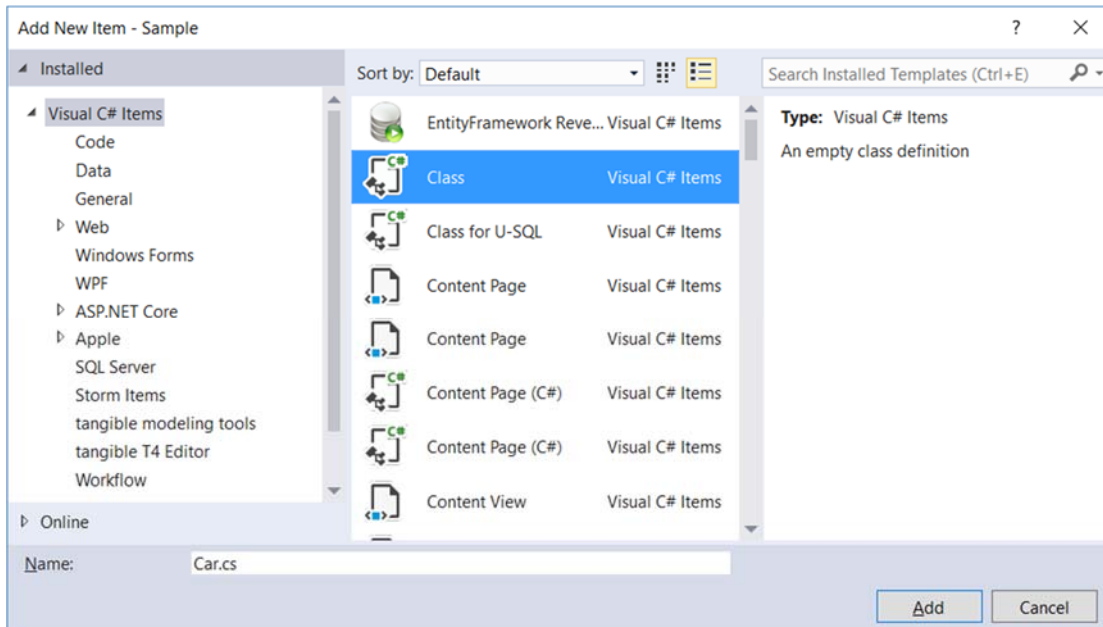 Add New Item - Sample ? ×
Installed
Visual C# Items
Code
Data
General
Web
Windows Forms
WPF
ASP.NET Core
Apple
SQL Server
Storm Items
tangible modeling tools
tangible T4 Editor
Workflow
Online
Sort by: Default
EntityFramework Reve... Visual C# Items
C# Class Visual C# Items
C# Class for U-SQL Visual C# Items
Content Page Visual C# Items
Content Page Visual C# Items
C# Content Page (C#) Visual C# Items
C# Content Page (C#) Visual C# Items
Content View Visual C# Items
Search Installed Templates (Ctrl+E)
Type: Visual C# Items
An empty class definition
Name: Car.cs
Add Cancel